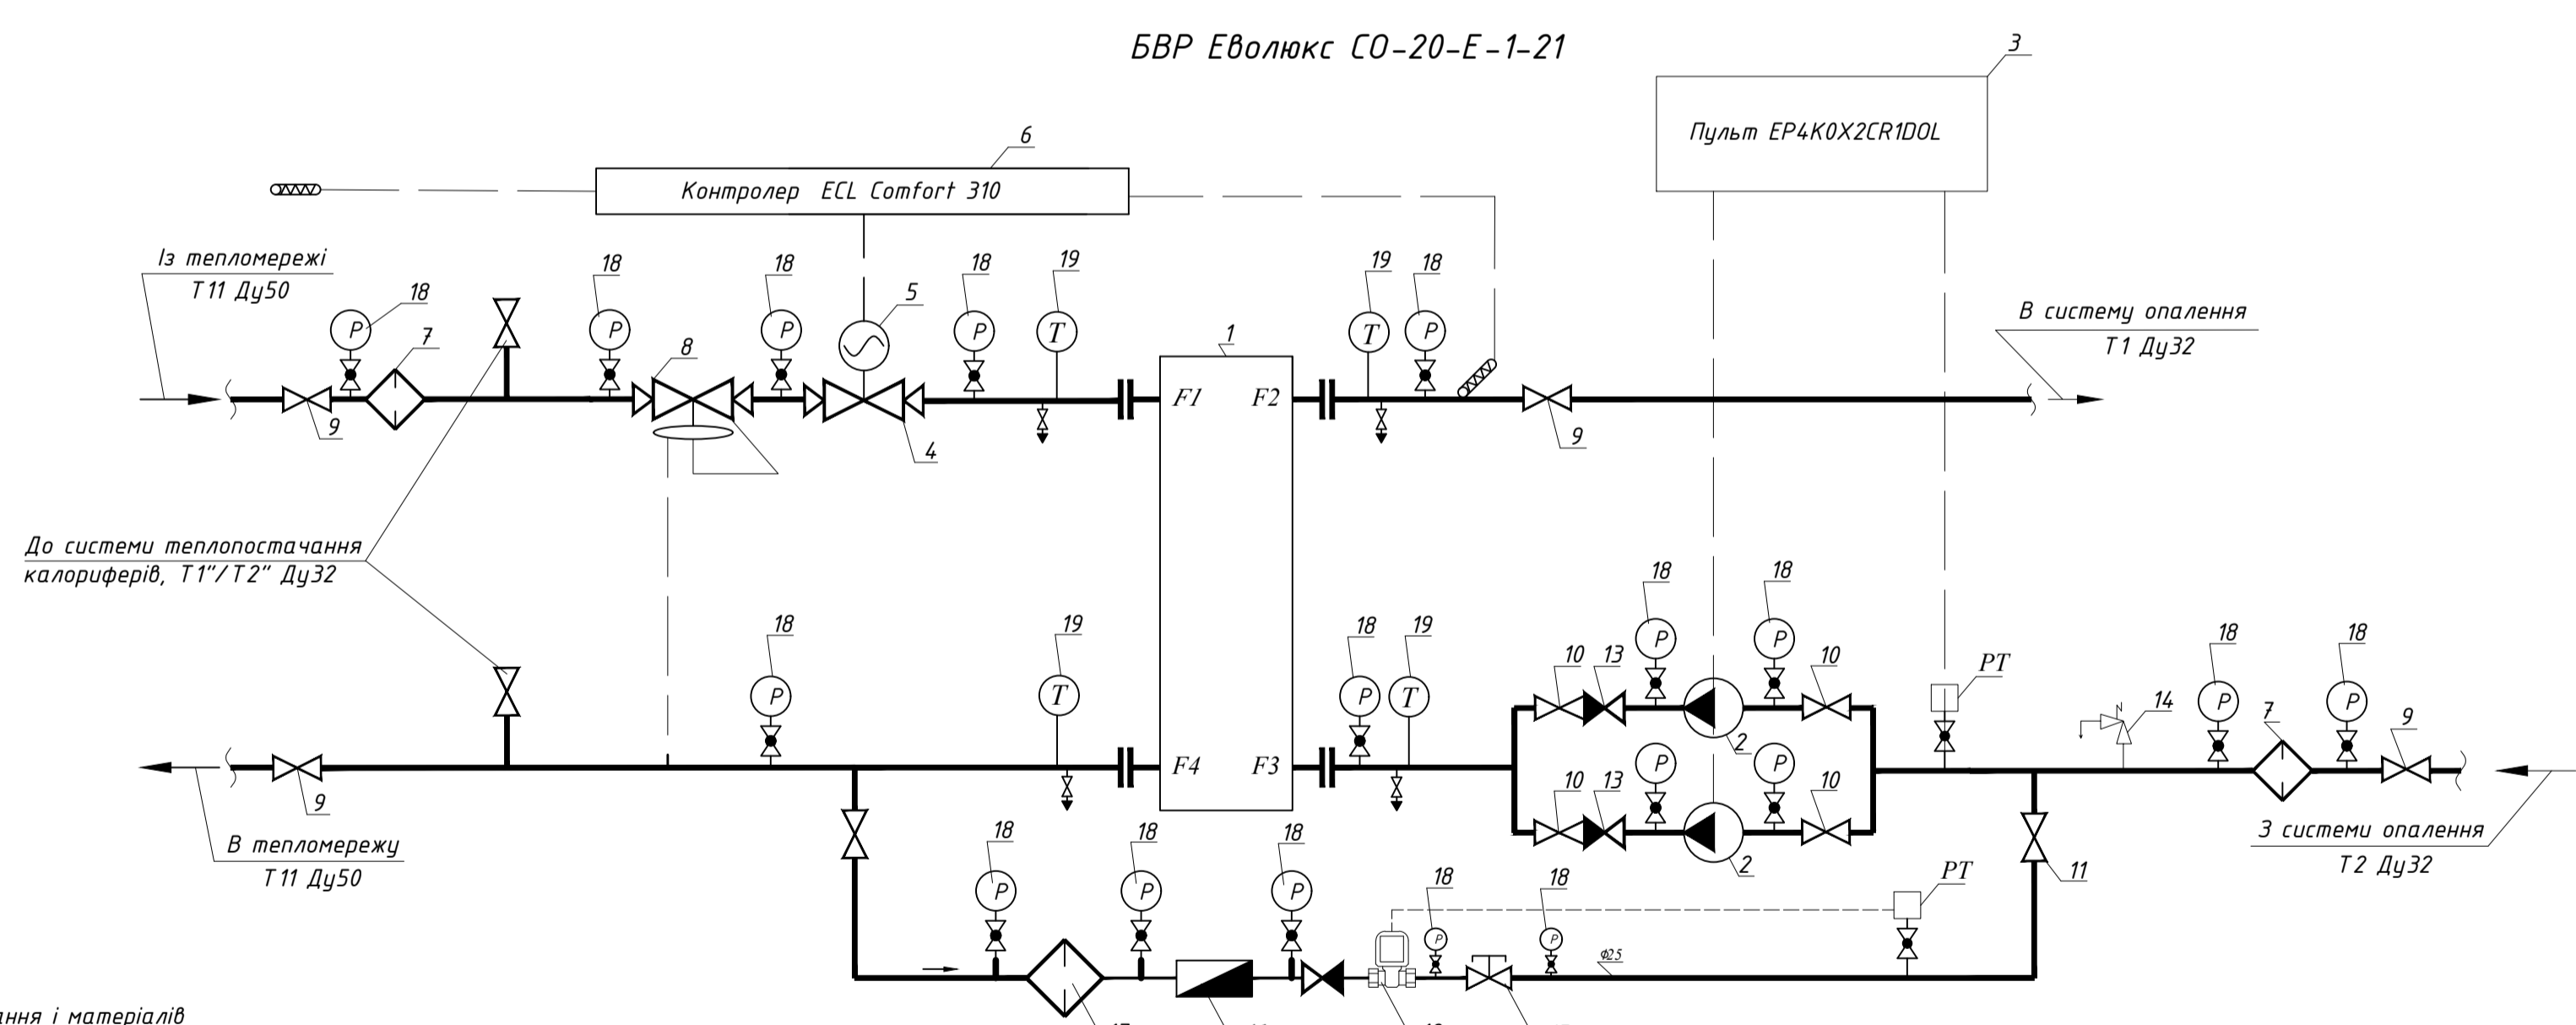 БВР Еволюкс СО-20-Е-1-21
3
Пульт EP4K0X2CR1DOL
6
Контролер ECL Comfort 310
Із тепломережі
Т11 Ду50
18
18
18
5
18
19
19
18
В систему опалення
Т1 Ду32
P
7
P
8
P
P
T
1
T
P
F1
F2
9
4
9
До системи теплопостачання
калориферів, Т1"/Т2" Ду32
18
19
18
19
18
18
18
18
P
T
P
T
10
13
P
P
10
PT
14
P
7
P
9
2
F4
F3
9
10
13
P
P
10
2
В тепломережу
Т11 Ду50
З системи опалення
Т2 Ду32
18
18
18
18
18
PT
11
P
P
P
P
P
Ф25
ання і матеріалів